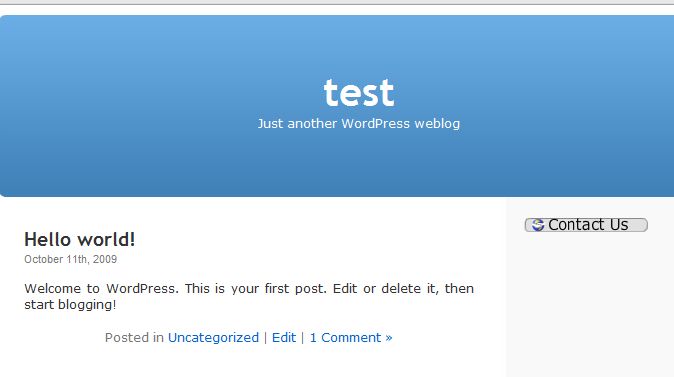 test
Just another WordPress weblog
Hello world!
October 11th, 2009
Contact Us
Welcome to WordPress. This is your first post. Edit or delete it, then
start blogging!
Posted in Uncategorized | Edit | 1 Comment »